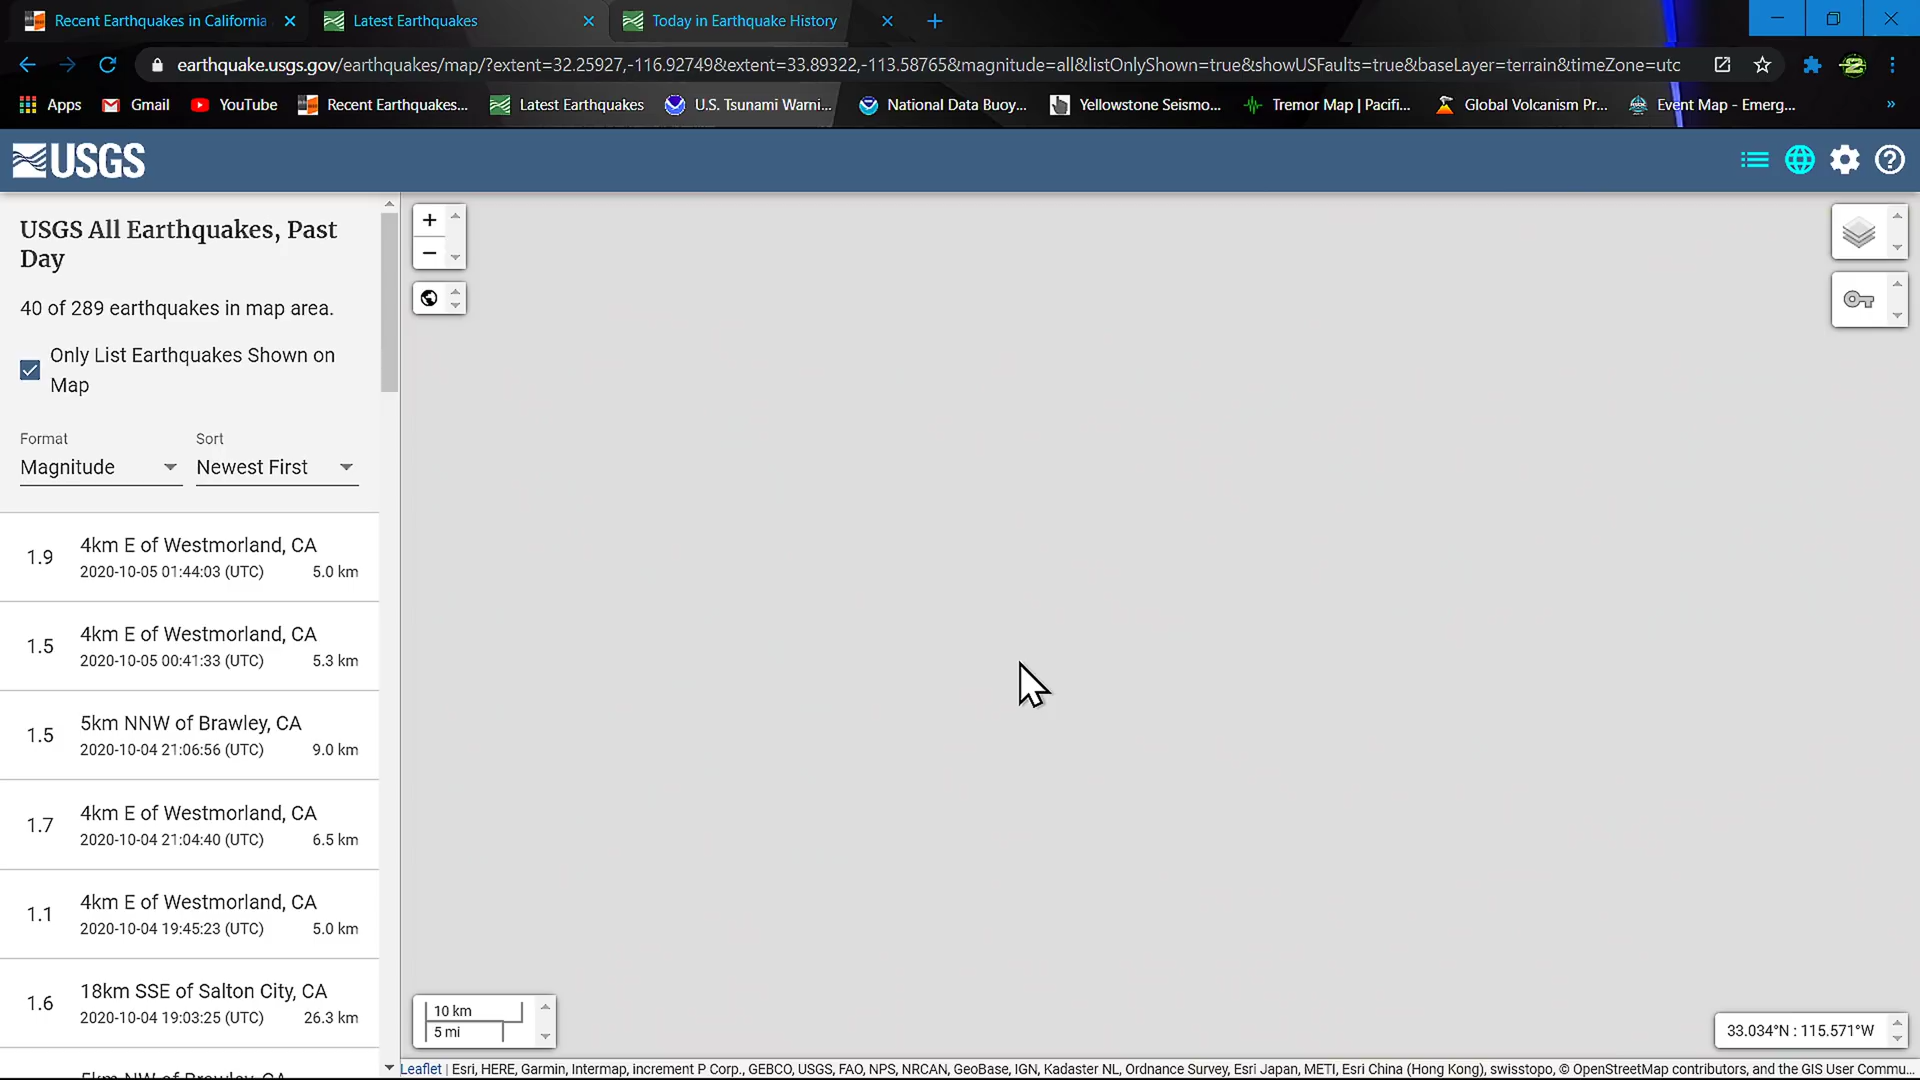 Recent Earthquakes in California
Latest Earthquakes
Today in Earthquake History
earthquake.usgs.gov/earthquakes/map/?extent=32.25927,-116.92749&extent=33.89322,-113.58765&magnitude=all&listOnlyShown=true&showUSFaults=true&baseLayer=terrain&timeZone=utc
Apps
Gmail
YouTube
Recent Earthquakes...
Latest Earthquakes
U.S. Tsunami Warni...
National Data Buoy...
Yellowstone Seismo...
Tremor Map | Pacifi...
Global Volcanism Pr...
Event Map - Emerg...
»
USGS
USGS All Earthquakes, Past
Day
40 of 289 earthquakes in map area.
Only List Earthquakes Shown on
Map
Format
Sort
Magnitude
Newest First
1.9
4km E of Westmorland, CA
2020-10-05 01:44:03 (UTC)
5.0 km
1.5
4km E of Westmorland, CA
2020-10-05 00:41:33 (UTC)
5.3 km
1.5
5km NNW of Brawley, CA
2020-10-04 21:06:56 (UTC)
9.0 km
1.7
4km E of Westmorland, CA
2020-10-04 21:04:40 (UTC)
6.5 km
1.1
4km E of Westmorland, CA
2020-10-04 19:45:23 (UTC)
5.0 km
1.6
18km SSE of Salton City, CA
2020-10-04 19:03:25 (UTC)
26.3 km
5km NW of Brawley, CA
10 km
5 mi
33.034°N : 115.571°W
Leaflet | Esri, HERE, Garmin, Intermap, increment P Corp., GEBCO, USGS, FAO, NPS, NRCAN, GeoBase, IGN, Kadaster NL, Ordnance Survey, Esri Japan, METI, Esri China (Hong Kong), swisstopo, © OpenStreetMap contributors, and the GIS User Commu...